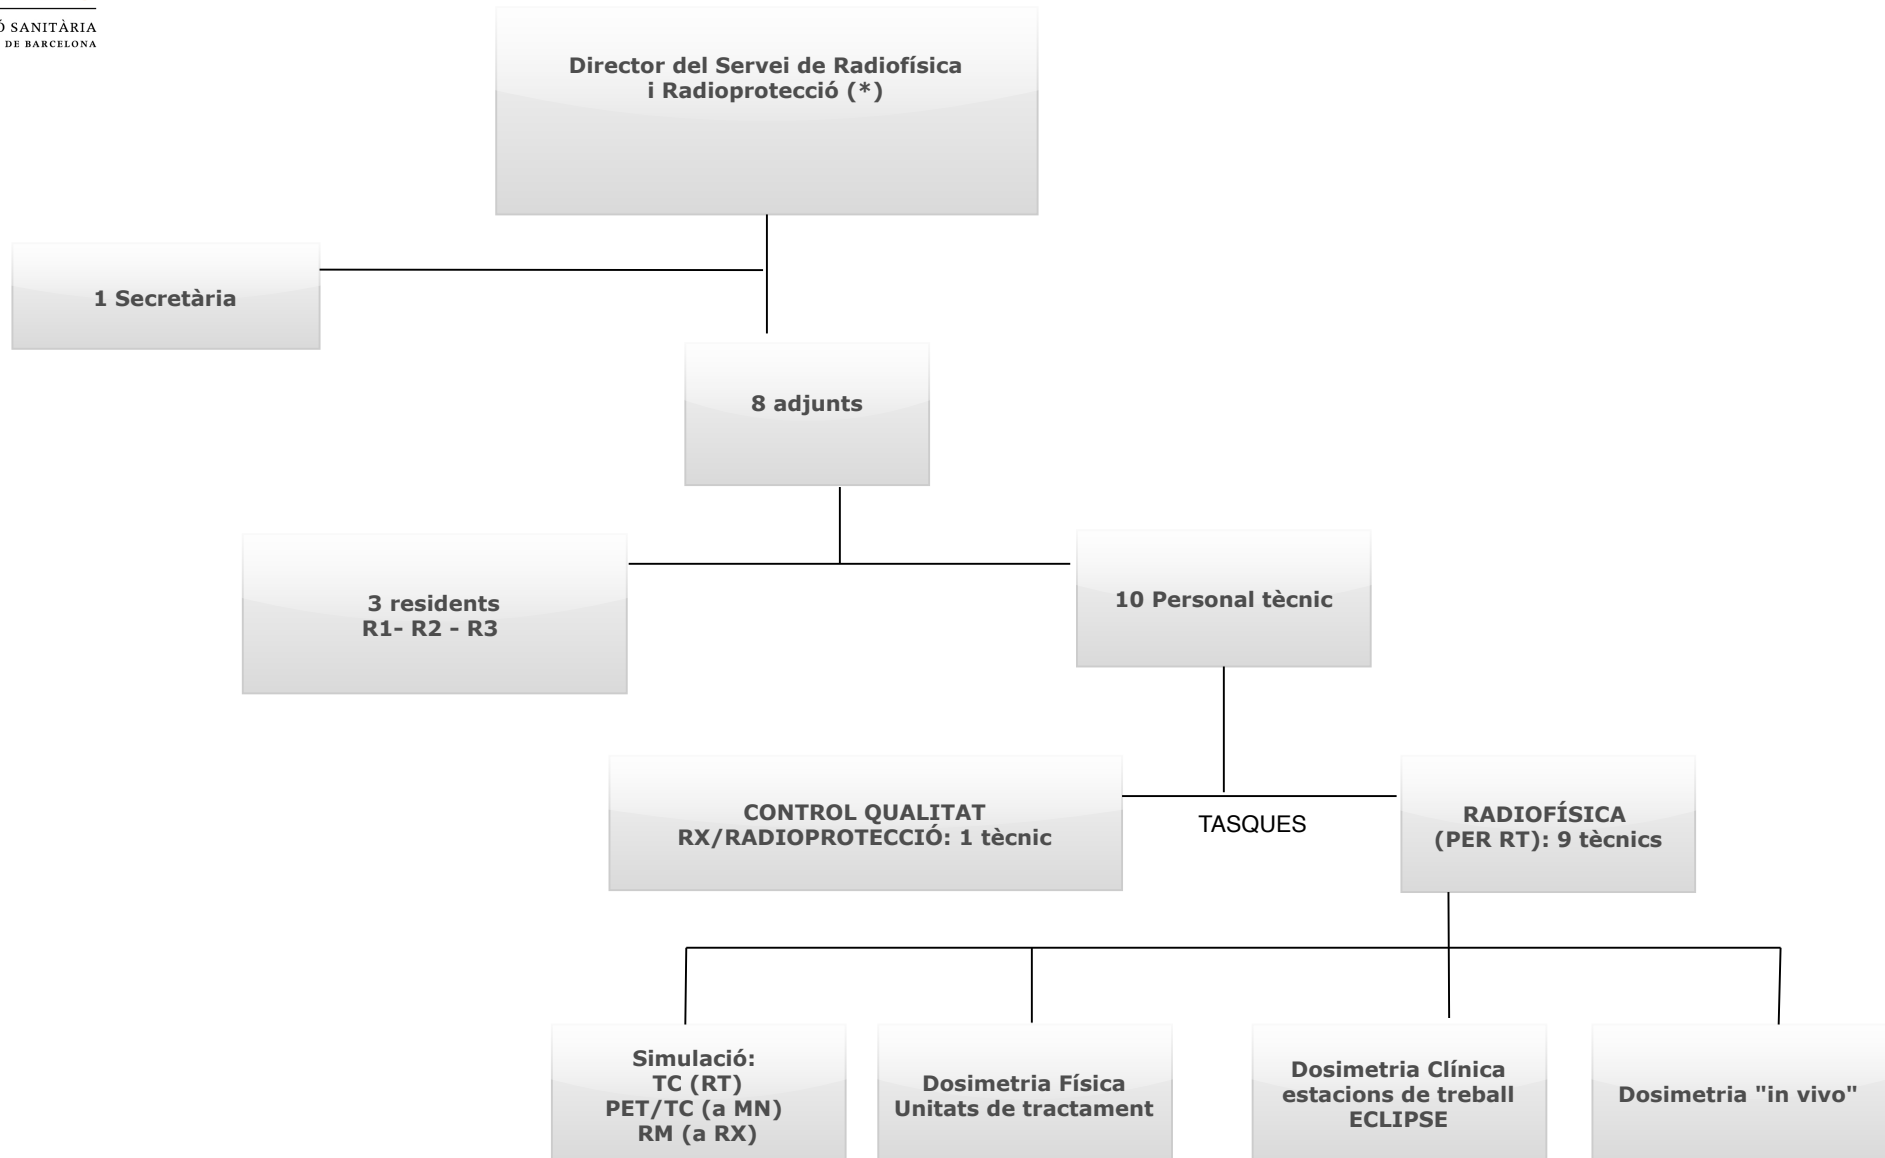 Ó SANITÀRIA
DE BARCELONA
Director del Servei de Radiofísica
i Radioprotecció (*)
1 Secretària
8 adjunts
3 residents
R1- R2 - R3
10 Personal tècnic
CONTROL QUALITAT
RX/RADIOPROTECCIÓ: 1 tècnic
TASQUES
RADIOFÍSICA
(PER RT): 9 tècnics
Simulació:
TC (RT)
PET/TC (a MN)
RM (a RX)
Dosimetria Física
Unitats de tractament
Dosimetria Clínica
estacions de treball
ECLIPSE
Dosimetria "in vivo"